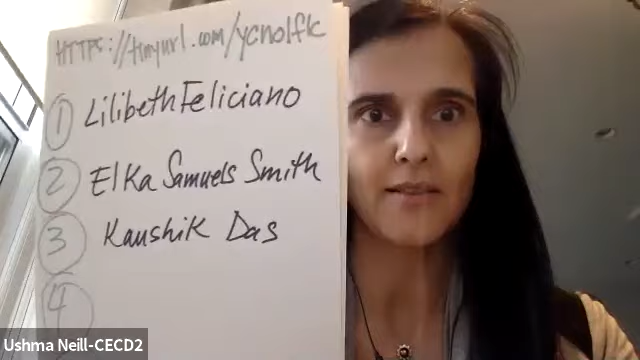 HTTPS://tinyurl.com/ycnolfk
① LilibethFeliciano
② Elka Samuels Smith
③ Kaushik Das
④
Ushma Neill-CECD2